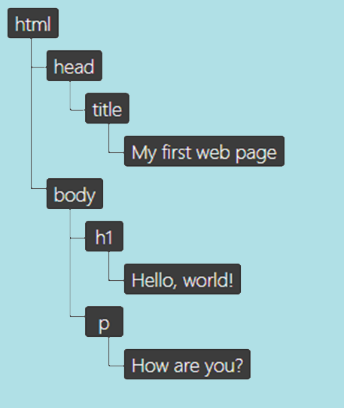 html
head
title
My first web page
body
h1
Hello, world!
p
How are you?